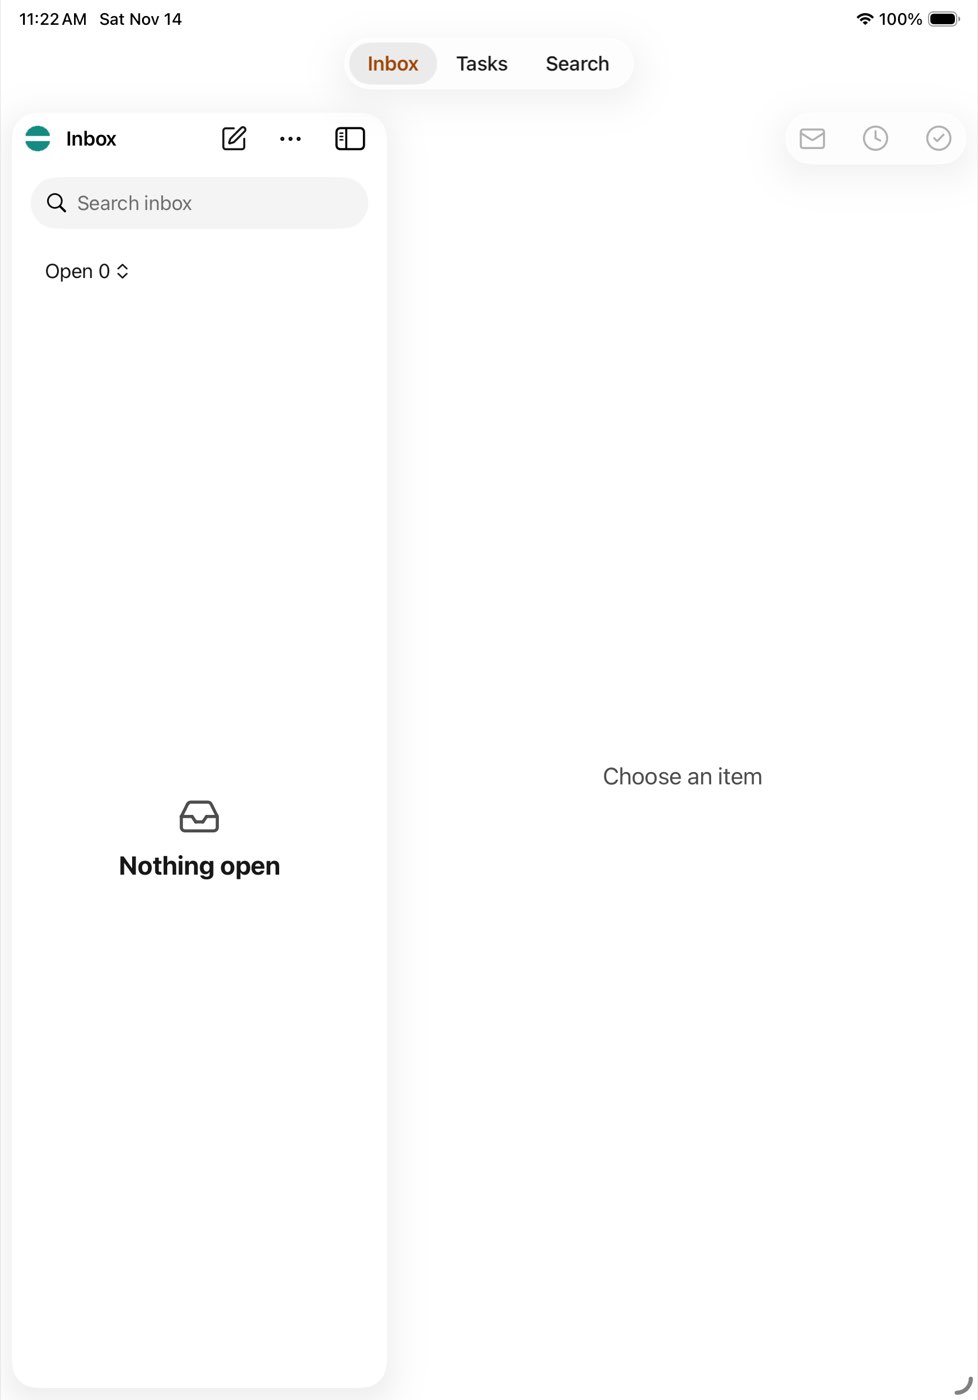 11:22 AM Sat Nov 14
100%
Inbox Tasks Search
Inbox
Search inbox
Open 0
Choose an item
Nothing open